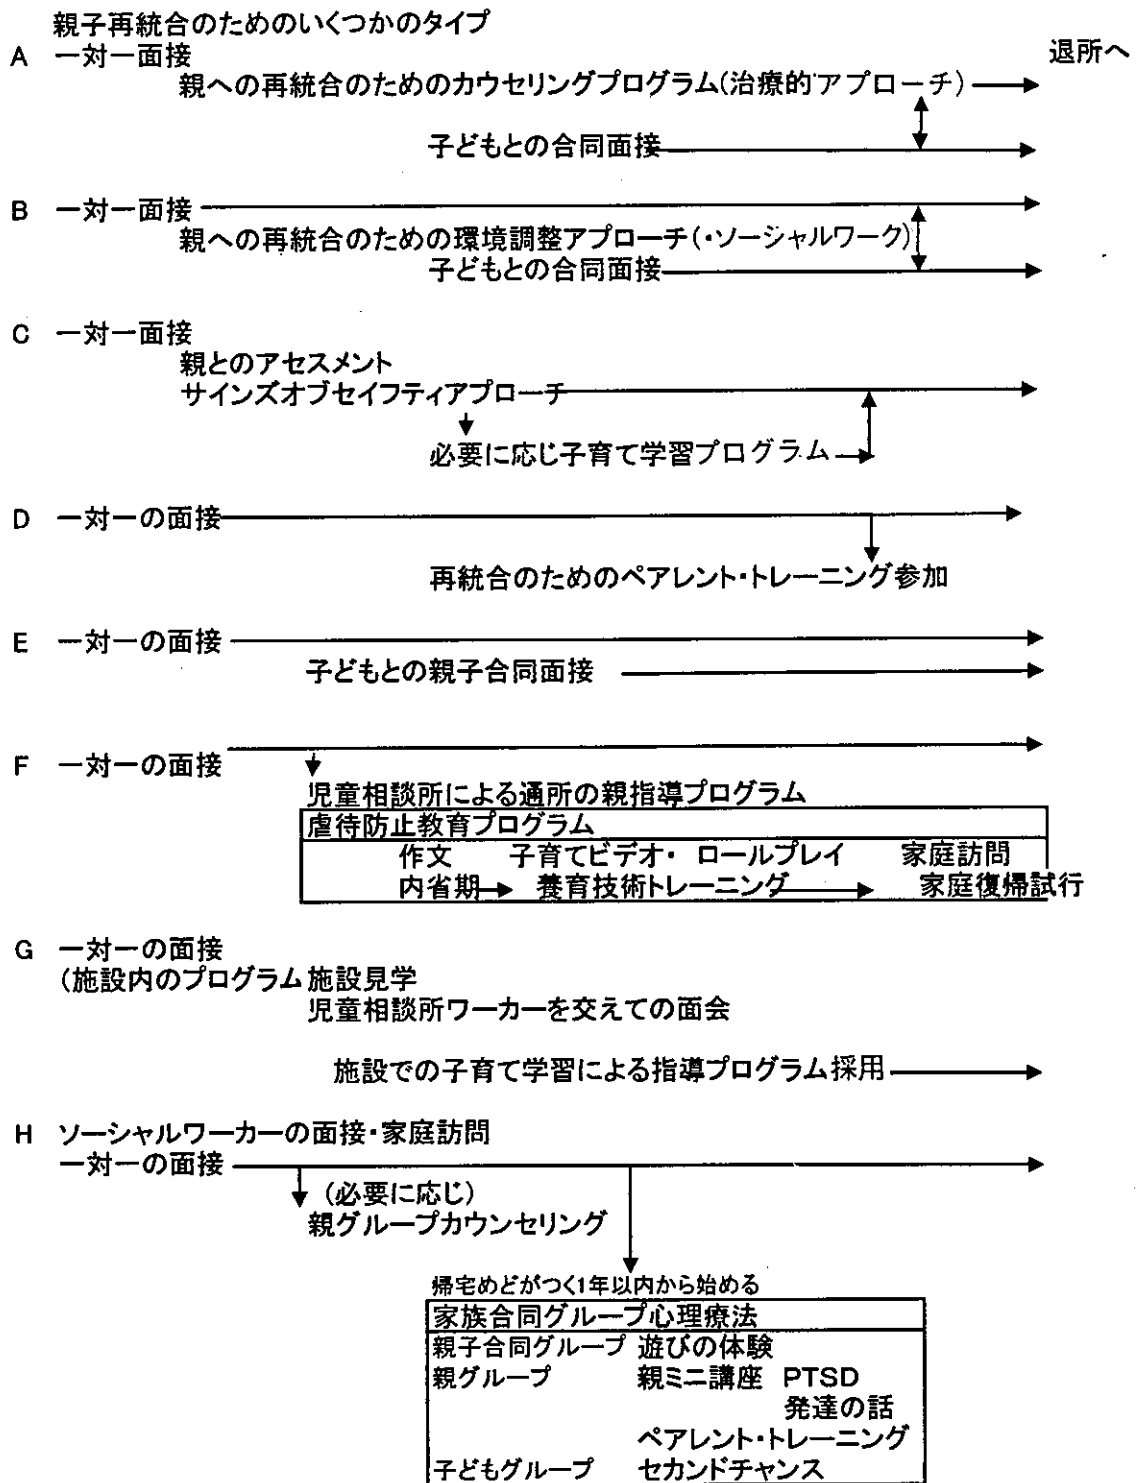 親子再統合のためのいくつかのタイプ
退所へ
A 一対一面接
親への再統合のためのカウセリングプログラム(治療的アプローチ)
子どもとの合同面接
B 一対一面接
親への再統合のための環境調整アプローチ(・ソーシャルワーク)
子どもとの合同面接
C 一対一面接
親とのアセスメント
サインズオブセイフティアプローチ
必要に応じ子育て学習プログラム
D 一対一の面接
再統合のためのペアレント・トレーニング参加
E 一対一の面接
子どもとの親子合同面接
F 一対一の面接
児童相談所による通所の親指導プログラム
虐待防止教育プログラム
作文 子育てビデオ・ ロールプレイ 家庭訪問
内省期 養育技術トレーニング 家庭復帰試行
G 一対一の面接
(施設内のプログラム 施設見学
児童相談所ワーカーを交えての面会
施設での子育て学習による指導プログラム採用
H ソーシャルワーカーの面接・家庭訪問
一対一の面接
(必要に応じ)
親グループカウンセリング
帰宅めどがつく1年以内から始める
家族合同グループ心理療法
親子合同グループ 遊びの体験
親グループ 親ミニ講座 PTSD
発達の話
ペアレント・トレーニング
子どもグループ セカンドチャンス